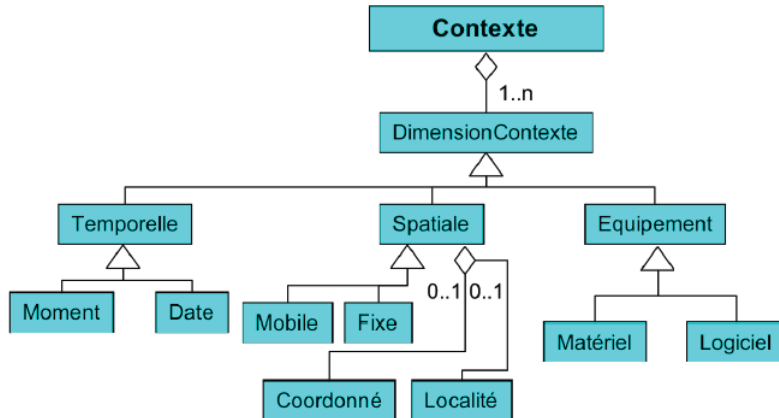 Contexte
1..n
DimensionContexte
Temporelle
Spatiale
Equipement
0..1
0..1
Moment
Date
Mobile
Fixe
Matériel
Logiciel
Coordonné
Localité